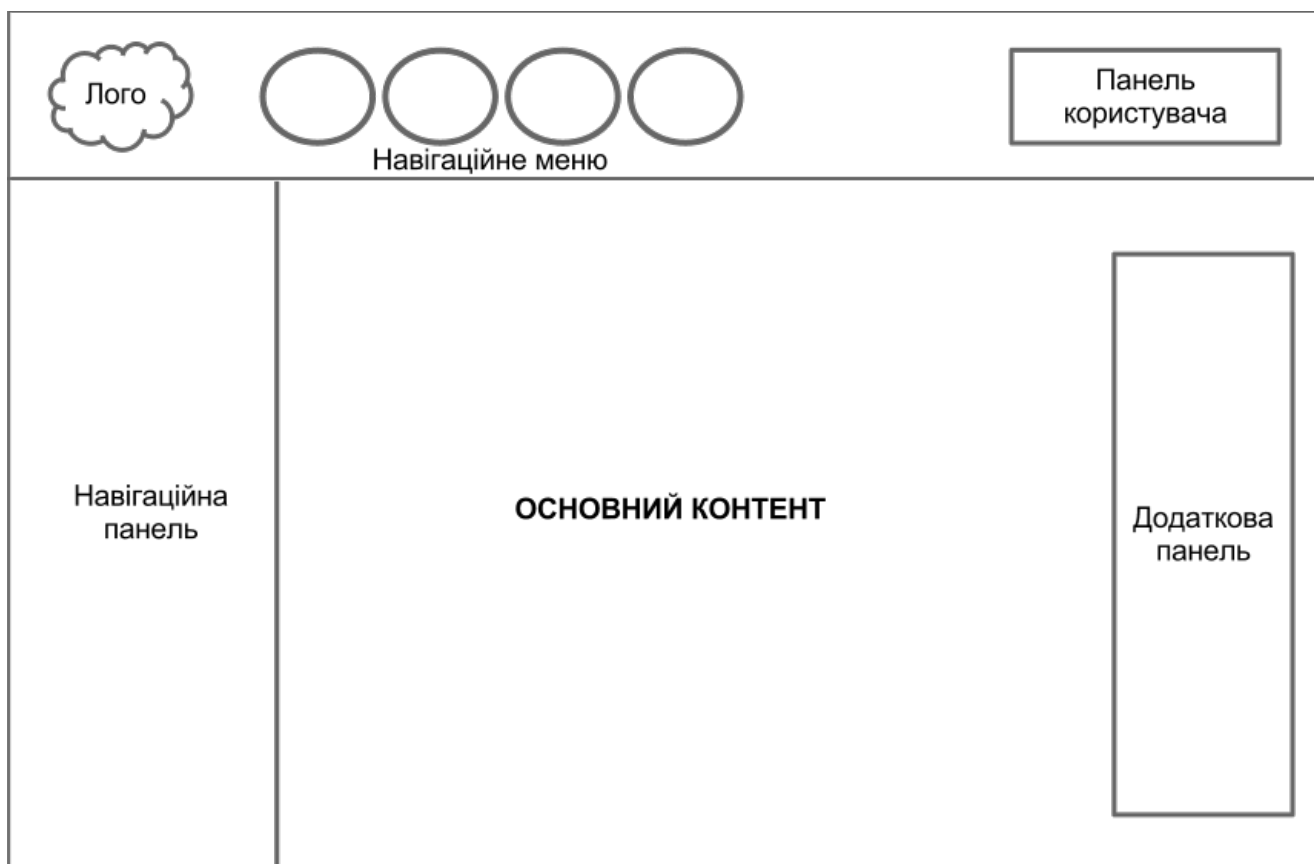 Лого
Навігаційне меню
Панель
користувача
Навігаційна
панель
ОСНОВНИЙ КОНТЕНТ
Додаткова
панель